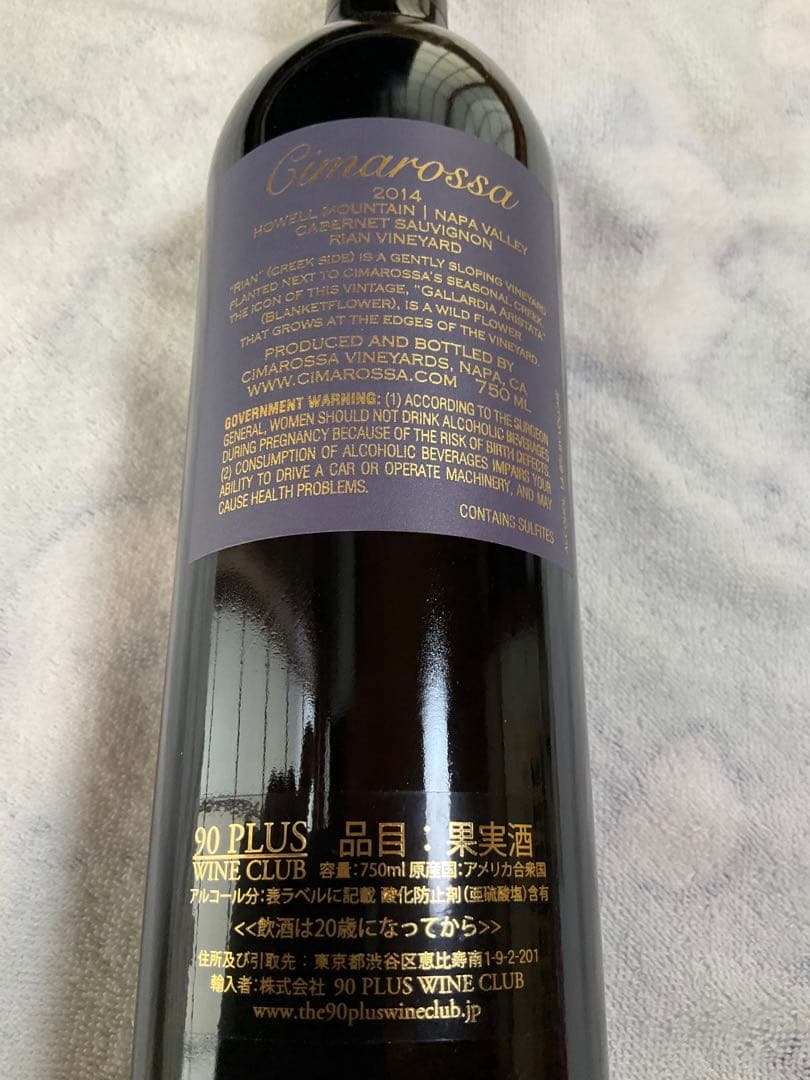 Cimarossa
2014
HOWELL MOUNTAIN | NAPA VALLEY
CABERNET SAUVIGNON
RIAN VINEYARD
"RIAN" (CREEK SIDE) IS A GENTLY SLOPING VINEYARD
PLANTED NEXT TO CIMAROSSA'S SEASONAL CREEK.
THE ICON OF THIS VINTAGE, "GALLARDIA ARISTATA"
(BLANKETFLOWER), IS A WILD FLOWER
THAT GROWS AT THE EDGES OF THE VINEYARD.
PRODUCED AND BOTTLED BY
CIMAROSSA VINEYARDS, NAPA, CA
WWW.CIMAROSSA.COM 750 ML
GOVERNMENT WARNING: (1) ACCORDING TO THE SURGEON
GENERAL, WOMEN SHOULD NOT DRINK ALCOHOLIC BEVERAGES
DURING PREGNANCY BECAUSE OF THE RISK OF BIRTH DEFECTS.
(2) CONSUMPTION OF ALCOHOLIC BEVERAGES IMPAIRS YOUR
ABILITY TO DRIVE A CAR OR OPERATE MACHINERY, AND MAY
CAUSE HEALTH PROBLEMS.
CONTAINS SULFITES
ALCOHOL
90 PLUS 品目：果実酒
WINE CLUB 容量:750ml 原産国:アメリカ合衆国
アルコール分:表ラベルに記載 酸化防止剤(亜硫酸塩)含有
<<飲酒は20歳になってから>>
住所及び引取先：東京都渋谷区恵比寿南1-9-2-201
輸入者:株式会社 90 PLUS WINE CLUB
www.the90pluswineclub.jp